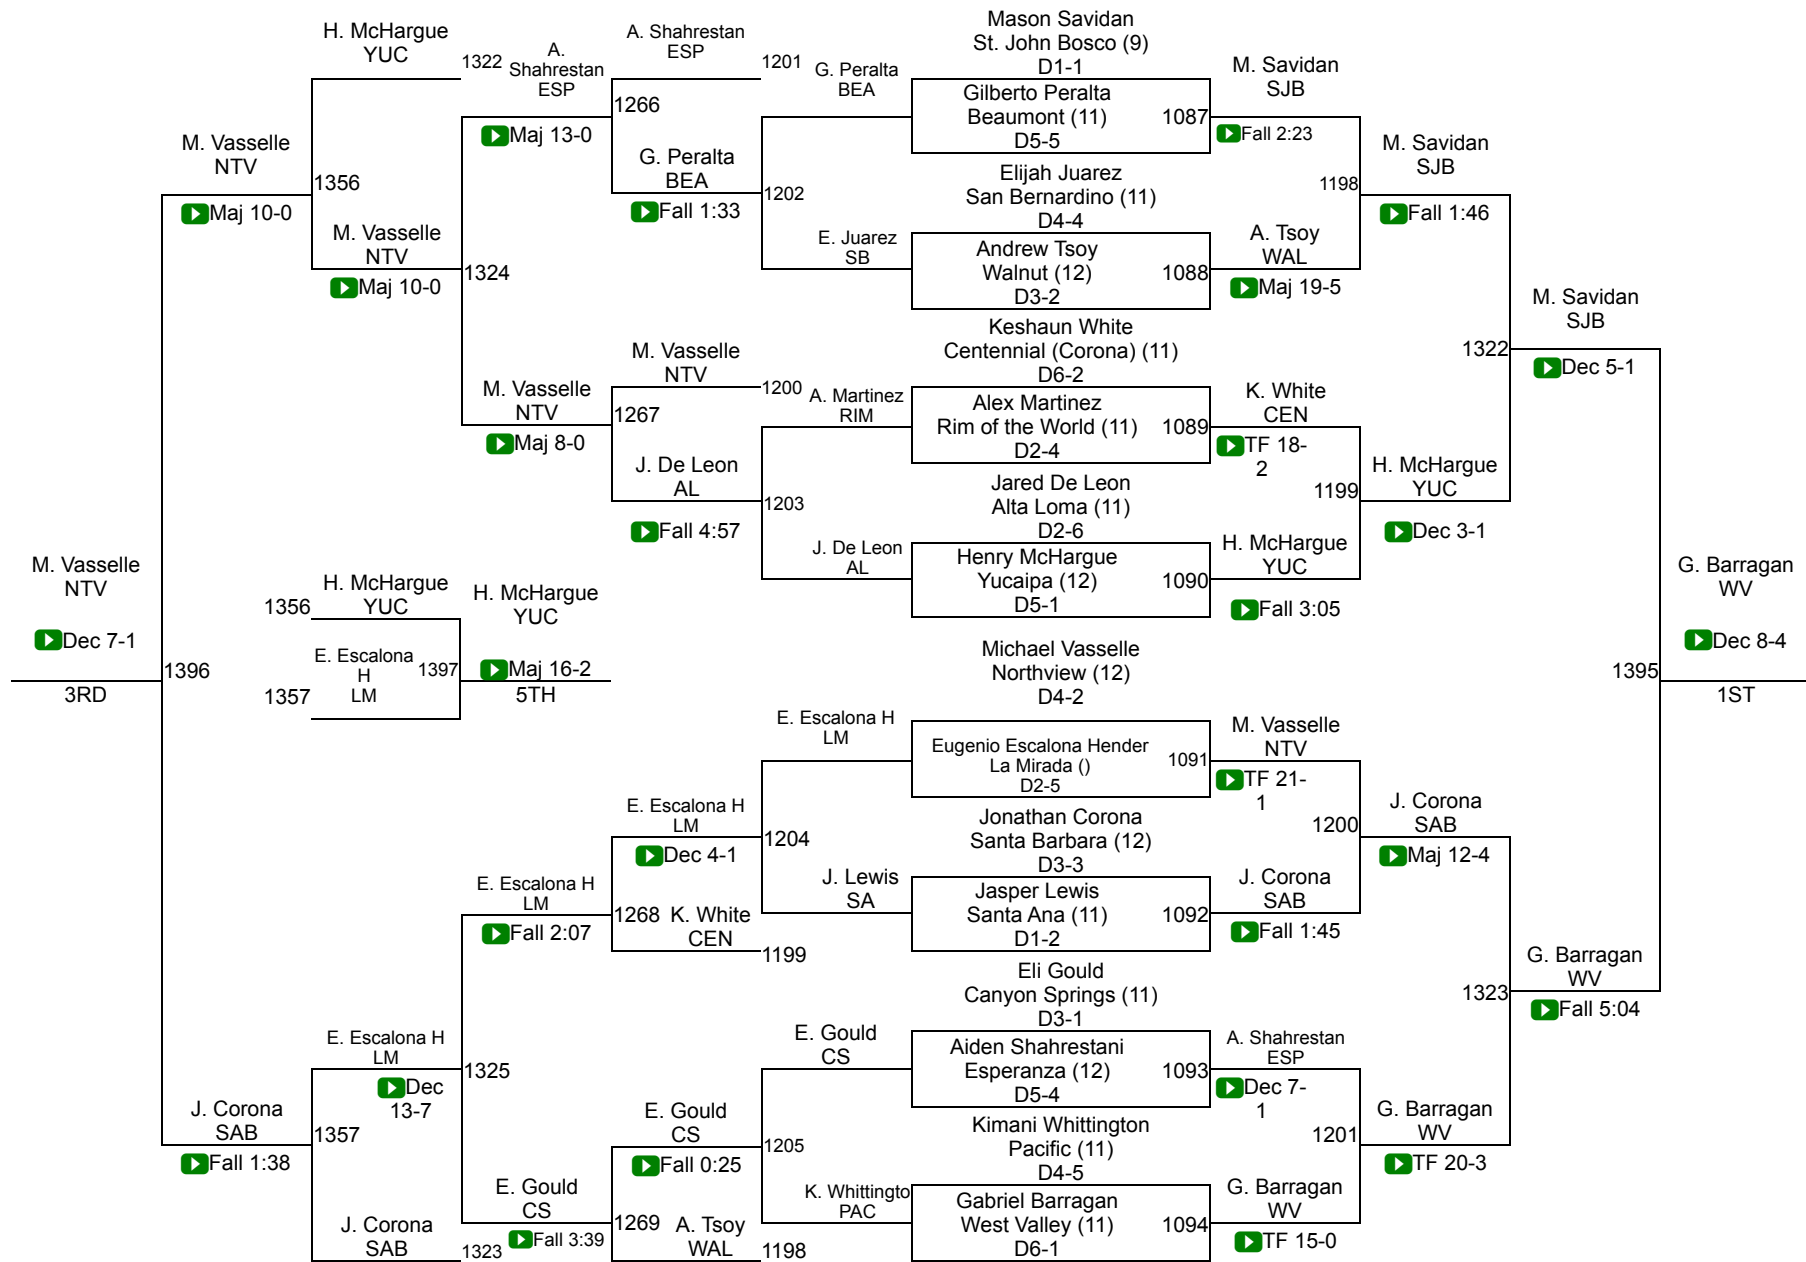 Mason Savidan
St. John Bosco (9)
D1-1
Gilberto Peralta
Beaumont (11)
D5-5
1087
Elijah Juarez
San Bernardino (11)
D4-4
Andrew Tsoy
Walnut (12)
D3-2
1088
Keshaun White
Centennial (Corona) (11)
D6-2
Alex Martinez
Rim of the World (11)
D2-4
1089
Jared De Leon
Alta Loma (11)
D2-6
Henry McHargue
Yucaipa (12)
D5-1
1090
Michael Vasselle
Northview (12)
D4-2
Eugenio Escalona Hender
La Mirada ()
D2-5
1091
Jonathan Corona
Santa Barbara (12)
D3-3
Jasper Lewis
Santa Ana (11)
D1-2
1092
Eli Gould
Canyon Springs (11)
D3-1
Aiden Shahrestani
Esperanza (12)
D5-4
1093
Kimani Whittington
Pacific (11)
D4-5
Gabriel Barragan
West Valley (11)
D6-1
1094
M. Savidan
SJB
Fall 2:23
1198
A. Tsoy
WAL
Maj 19-5
K. White
CEN
TF 18-
2
1199
H. McHargue
YUC
Fall 3:05
M. Vasselle
NTV
TF 21-
1
1200
J. Corona
SAB
Fall 1:45
A. Shahrestan
ESP
Dec 7-
1
1201
G. Barragan
WV
TF 15-0
M. Savidan
SJB
Fall 1:46
1322
H. McHargue
YUC
Dec 3-1
J. Corona
SAB
Maj 12-4
1323
G. Barragan
WV
TF 20-3
M. Savidan
SJB
Dec 5-1
1395
G. Barragan
WV
Fall 5:04
G. Barragan
WV
Dec 8-4
1ST
G. Peralta
BEA
1202
E. Juarez
SB
A. Martinez
RIM
1203
J. De Leon
AL
E. Escalona H
LM
1204
J. Lewis
SA
E. Gould
CS
1205
K. Whittingto
PAC
A. Shahrestan
ESP
1201
1266
G. Peralta
BEA
Fall 1:33
M. Vasselle
NTV
1200
1267
J. De Leon
AL
Fall 4:57
E. Escalona H
LM
Dec 4-1
1268
K. White
CEN
1199
E. Gould
CS
Fall 0:25
1269
A. Tsoy
WAL
1198
A.
Shahrestan
ESP
Maj 13-0
1324
M. Vasselle
NTV
Maj 8-0
E. Escalona H
LM
Fall 2:07
1325
E. Gould
CS
Fall 3:39
H. McHargue
YUC
1322
1356
M. Vasselle
NTV
Maj 10-0
E. Escalona H
LM
Dec
13-7
1357
J. Corona
SAB
1323
M. Vasselle
NTV
Maj 10-0
1396
J. Corona
SAB
Fall 1:38
M. Vasselle
NTV
Dec 7-1
3RD
1356
H. McHargue
YUC
E. Escalona
H
LM
1357
1397
H. McHargue
YUC
Maj 16-2
5TH